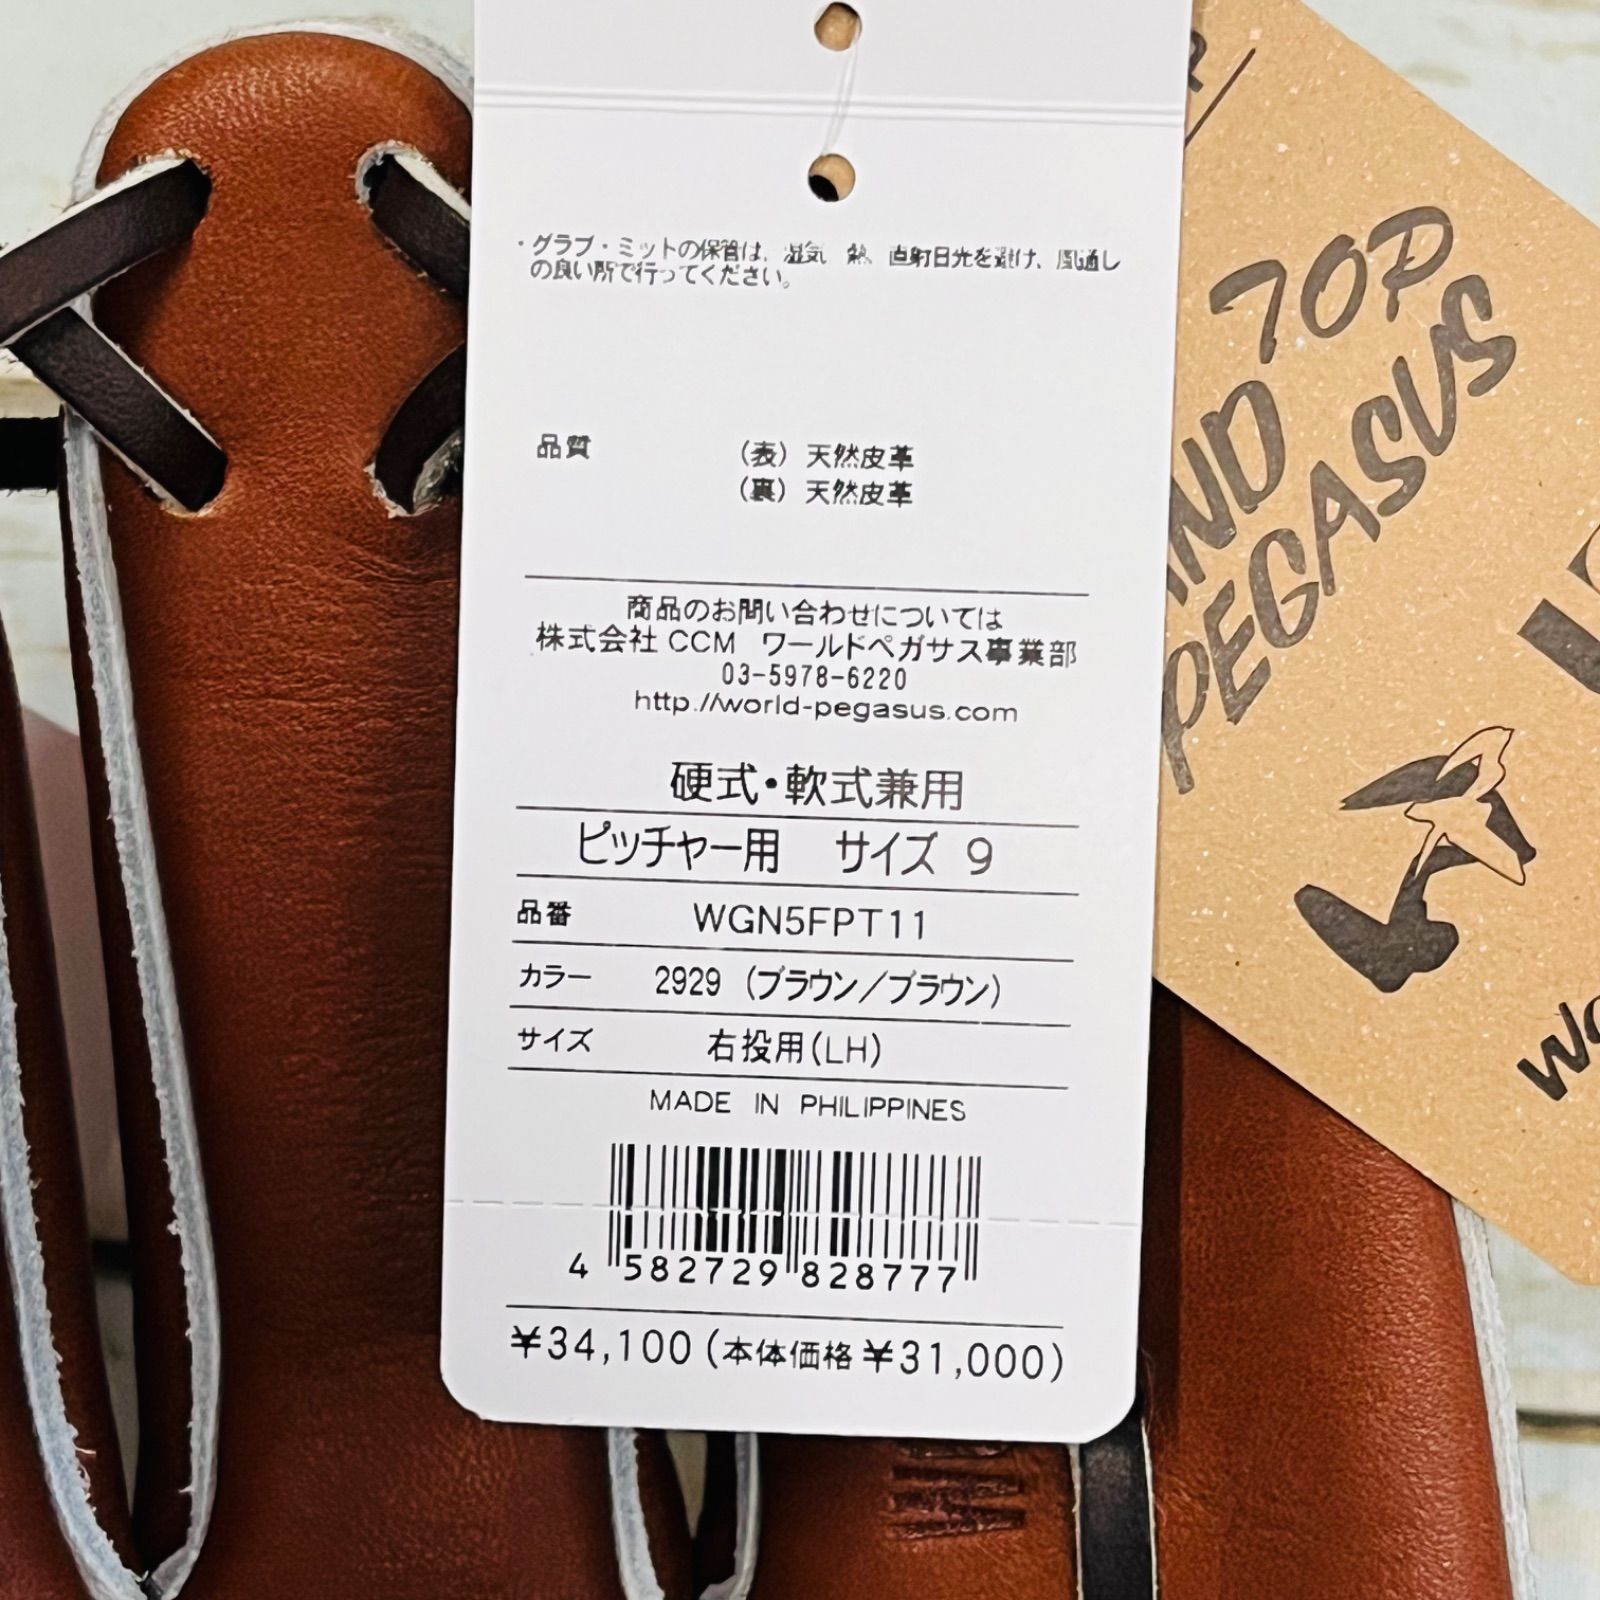 ・グラブ・ミットの保管は、湿気、熱、直射日光を避け、風通し
の良い所で行ってください。
品質 (表) 天然皮革
(裏) 天然皮革
商品のお問い合わせについては
株式会社 CCM ワールドペガサス事業部
03-5978-6220
http://world-pegasus.com
硬式・軟式兼用
ピッチャー用 サイズ 9
品番 WGN5FPT11
カラー 2929 (ブラウン/ブラウン)
サイズ 右投用(LH)
MADE IN PHILIPPINES
4 582729 828777
¥34,100 (本体価格 ¥31,000)
TOP
PEGASUS